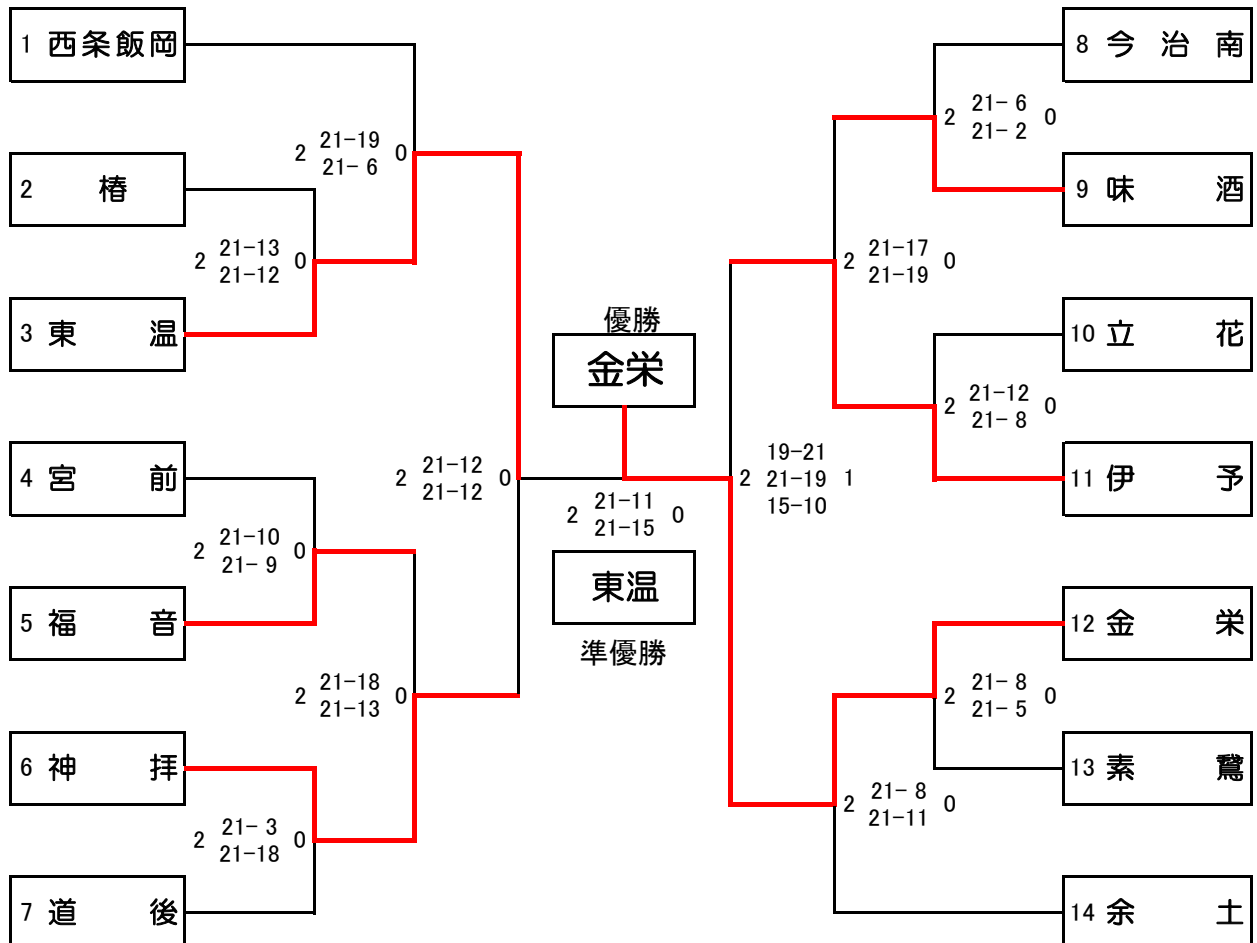 1 西条飯岡
2 椿
3 東温
4 宮前
5 福音
6 神拝
7 道後
2 21-19 0
21- 6
2 21-13 0
21-12
2 21-10 0
21- 9
2 21-18 0
21-13
2 21- 3 0
21-18
2 21-12 0
21-12
優勝
金栄
2 21-11 0
21-15
東温
準優勝
8 今治南
9 味酒
10 立花
11 伊予
12 金栄
13 素鵞
14 余土
2 21- 6 0
21- 2
2 21-17 0
21-19
2 21-12 0
21- 8
19-21
2 21-19 1
15-10
2 21- 8 0
21- 5
2 21- 8 0
21-11